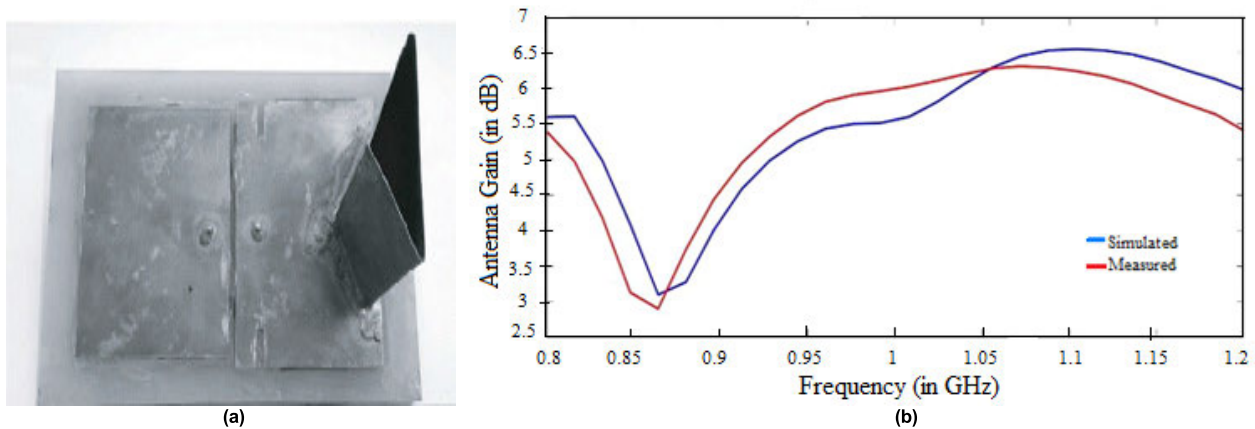 7
6.5
6
5.5
5
4.5
4
3.5
3
2.5
Antenna Gain (in dB)
Simulated
Measured
0.8 0.85 0.9 0.95 1 1.05 1.1 1.15 1.2
Frequency (in GHz)
(a) (b)